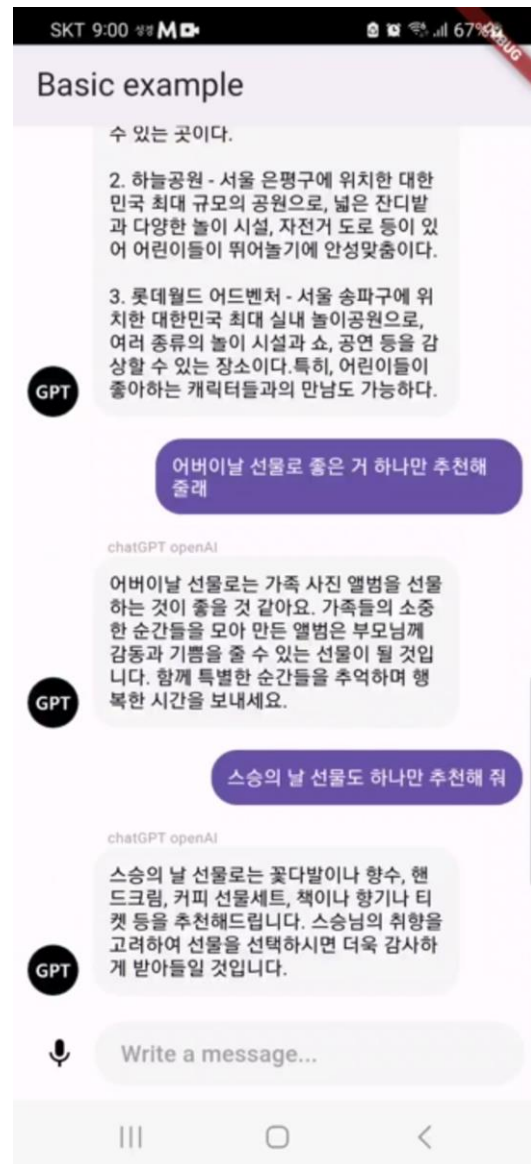 SKT 9:00 M
67%
DEBUG
Basic example
수 있는 곳이다.
2. 하늘공원 - 서울 은평구에 위치한 대한
민국 최대 규모의 공원으로, 넓은 잔디밭
과 다양한 놀이 시설, 자전거 도로 등이 있
어 어린이들이 뛰어놀기에 안성맞춤이다.
3. 롯데월드 어드벤처 - 서울 송파구에 위
치한 대한민국 최대 실내 놀이공원으로,
여러 종류의 놀이 시설과 쇼, 공연 등을 감
상할 수 있는 장소이다.특히, 어린이들이
좋아하는 캐릭터들과의 만남도 가능하다.
GPT
어버이날 선물로 좋은 거 하나만 추천해
줄래
chatGPT openAI
어버이날 선물로는 가족 사진 앨범을 선물
하는 것이 좋을 것 같아요. 가족들의 소중
한 순간들을 모아 만든 앨범은 부모님께
감동과 기쁨을 줄 수 있는 선물이 될 것입
니다. 함께 특별한 순간들을 추억하며 행
복한 시간을 보내세요.
GPT
스승의 날 선물도 하나만 추천해 줘
chatGPT openAI
스승의 날 선물로는 꽃다발이나 향수, 핸
드크림, 커피 선물세트, 책이나 향기나 티
켓 등을 추천해드립니다. 스승님의 취향을
고려하여 선물을 선택하시면 더욱 감사하
게 받아들일 것입니다.
GPT
Write a message...